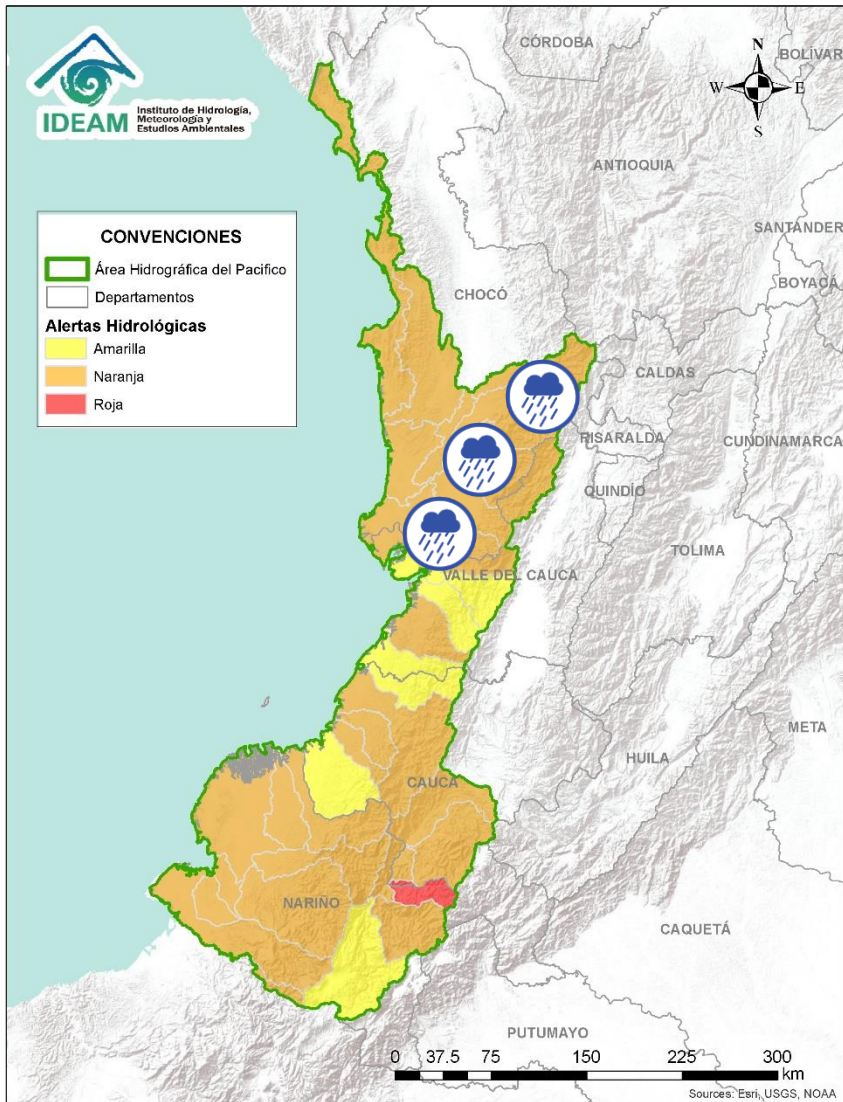 IDEAM
Instituto de Hidrología,
Meteorología y
Estudios Ambientales
N
W
E
S
CONVENCIONES
Área Hidrográfica del Pacifico
Departamentos
Alertas Hidrológicas
Amarilla
Naranja
Roja
CÓRDOBA
BOLÍVAR
ANTIOQUIA
SANTANDER
BOYACÁ
CHOCÓ
CALDAS
RISARALDA
CUNDINAMARCA
QUINDÍO
TOLIMA
VALLE DEL CAUCA
META
HUILA
CAUCA
NARIÑO
CAQUETÁ
PUTUMAYO
0 37.5 75 150 225 300
km
Sources: Esri, USGS, NOAA